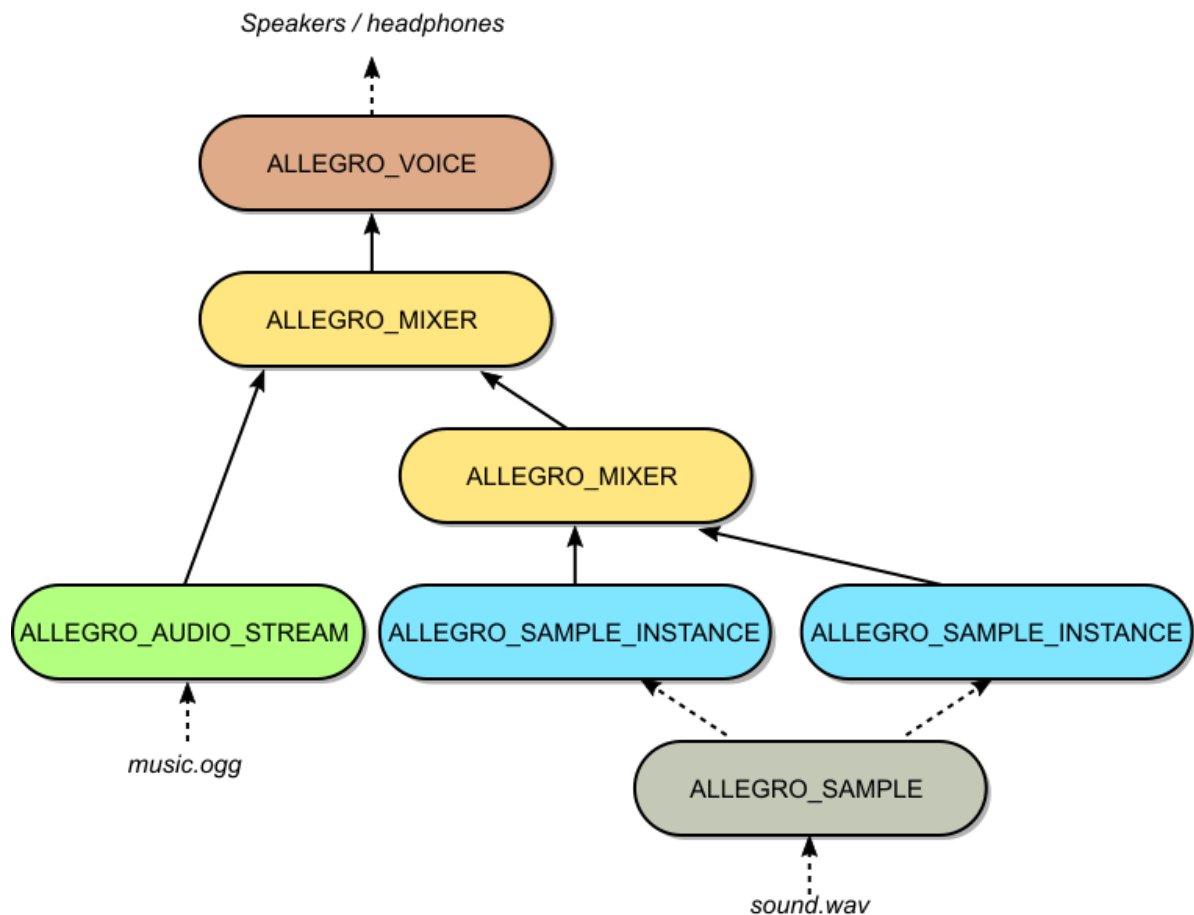 Speakers / headphones
ALLEGRO_VOICE
ALLEGRO_MIXER
ALLEGRO_MIXER
ALLEGRO_AUDIO_STREAM
ALLEGRO_SAMPLE_INSTANCE
ALLEGRO_SAMPLE_INSTANCE
music.ogg
ALLEGRO_SAMPLE
sound.wav